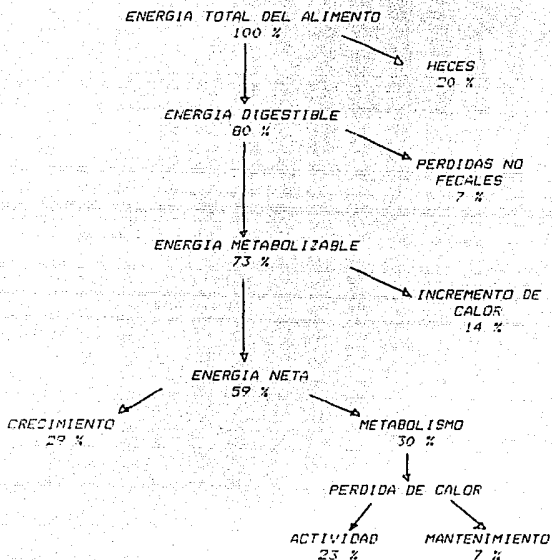 ENERGIA TOTAL DEL ALIMENTO
100 %
HECES
20 %
ENERGIA DIGESTIBLE
80 %
PERDIDAS NO
FECALES
7 %
ENERGIA METABOLIZABLE
73 %
INCREMENTO DE
CALOR
14 %
ENERGIA NETA
59 %
CRECIMIENTO
29 %
METABOLISMO
30 %
PERDIDA DE CALOR
ACTIVIDAD
23 %
MANTENIMIENTO
7 %